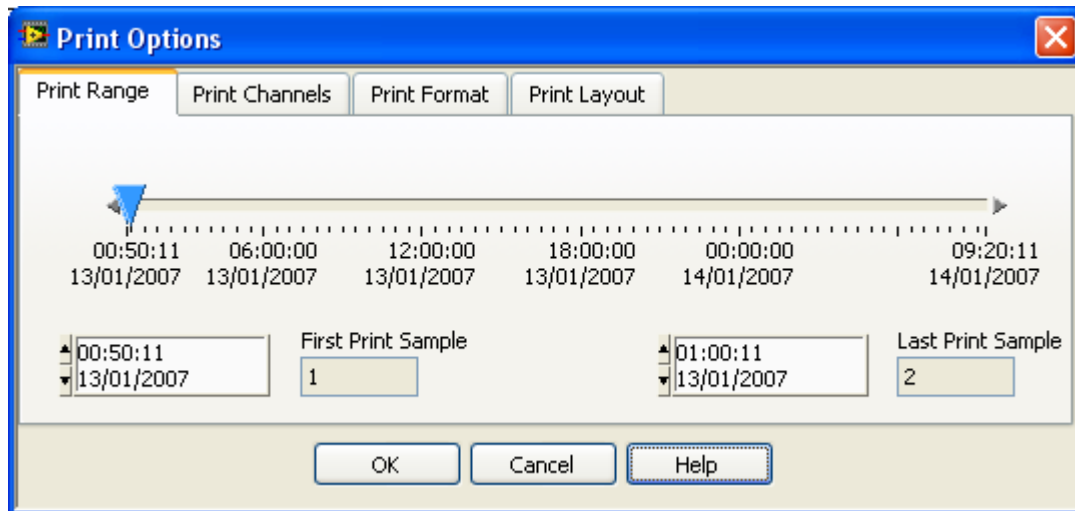 Print Options
Print Range Print Channels Print Format Print Layout
00:50:11 06:00:00 12:00:00 18:00:00 00:00:00 09:20:11
13/01/2007 13/01/2007 13/01/2007 13/01/2007 14/01/2007 14/01/2007
First Print Sample Last Print Sample
00:50:11 1 01:00:11 2
13/01/2007 13/01/2007
OK Cancel Help